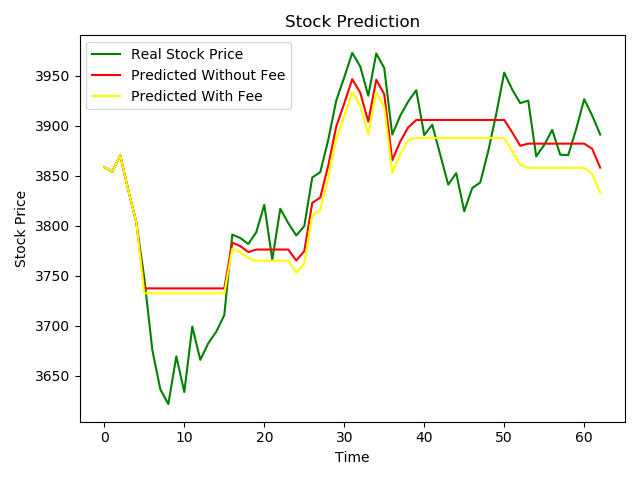 Stock Prediction
Real Stock Price
Predicted Without Fee
Predicted With Fee
Stock Price
3950
3900
3850
3800
3750
3700
3650
0 10 20 30 40 50 60
Time